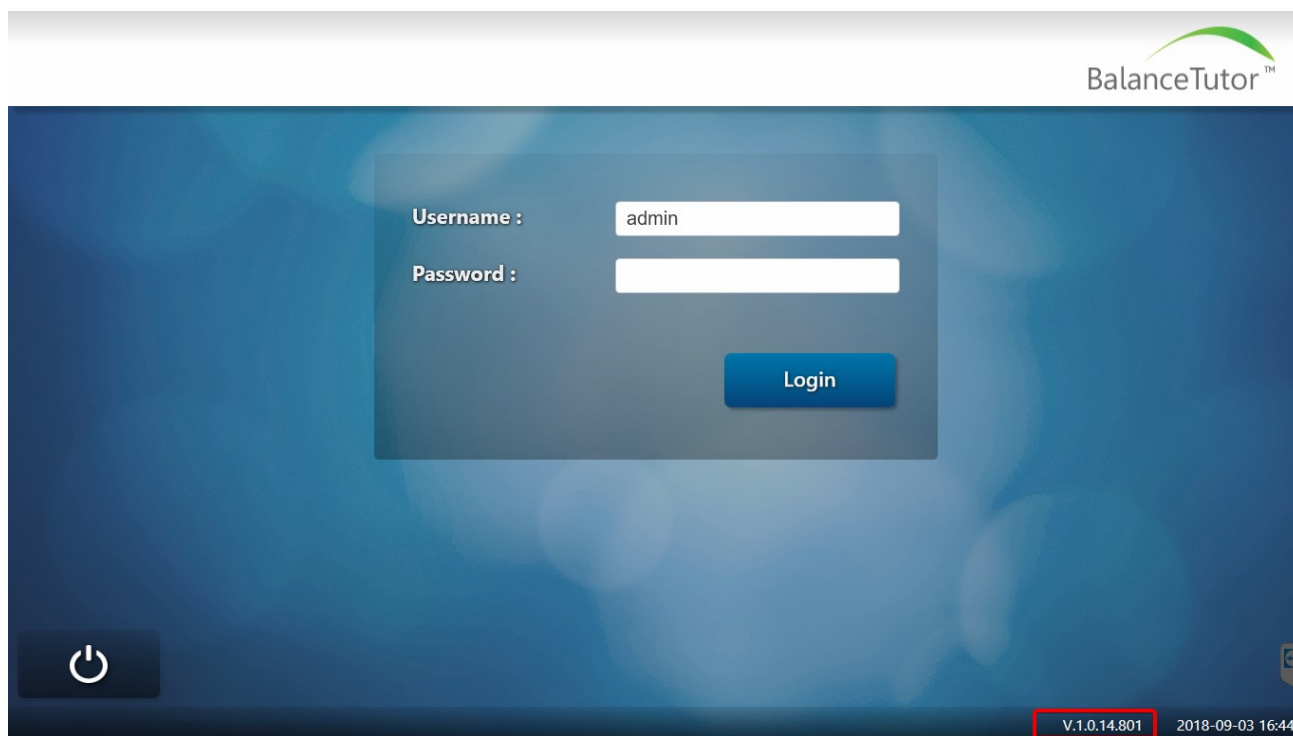 BalanceTutor™
Username :
admin
Password :
Login
V.1.0.14.801 2018-09-03 16:44